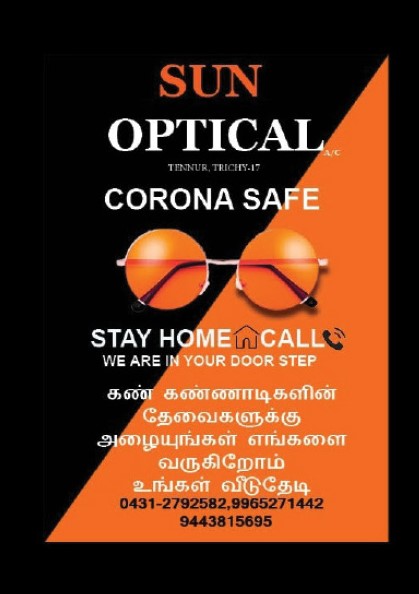 SUN
OPTICAL A/C
TENNUR, TRICHY-17
CORONA SAFE
STAY HOME CALL
WE ARE IN YOUR DOOR STEP
கண் கண்ணாடிகளின்
தேவைகளுக்கு
அழையுங்கள் எங்களை
வருகிறோம்
உங்கள் வீடுதேடி
0431-2792582,9965271442
9443815695